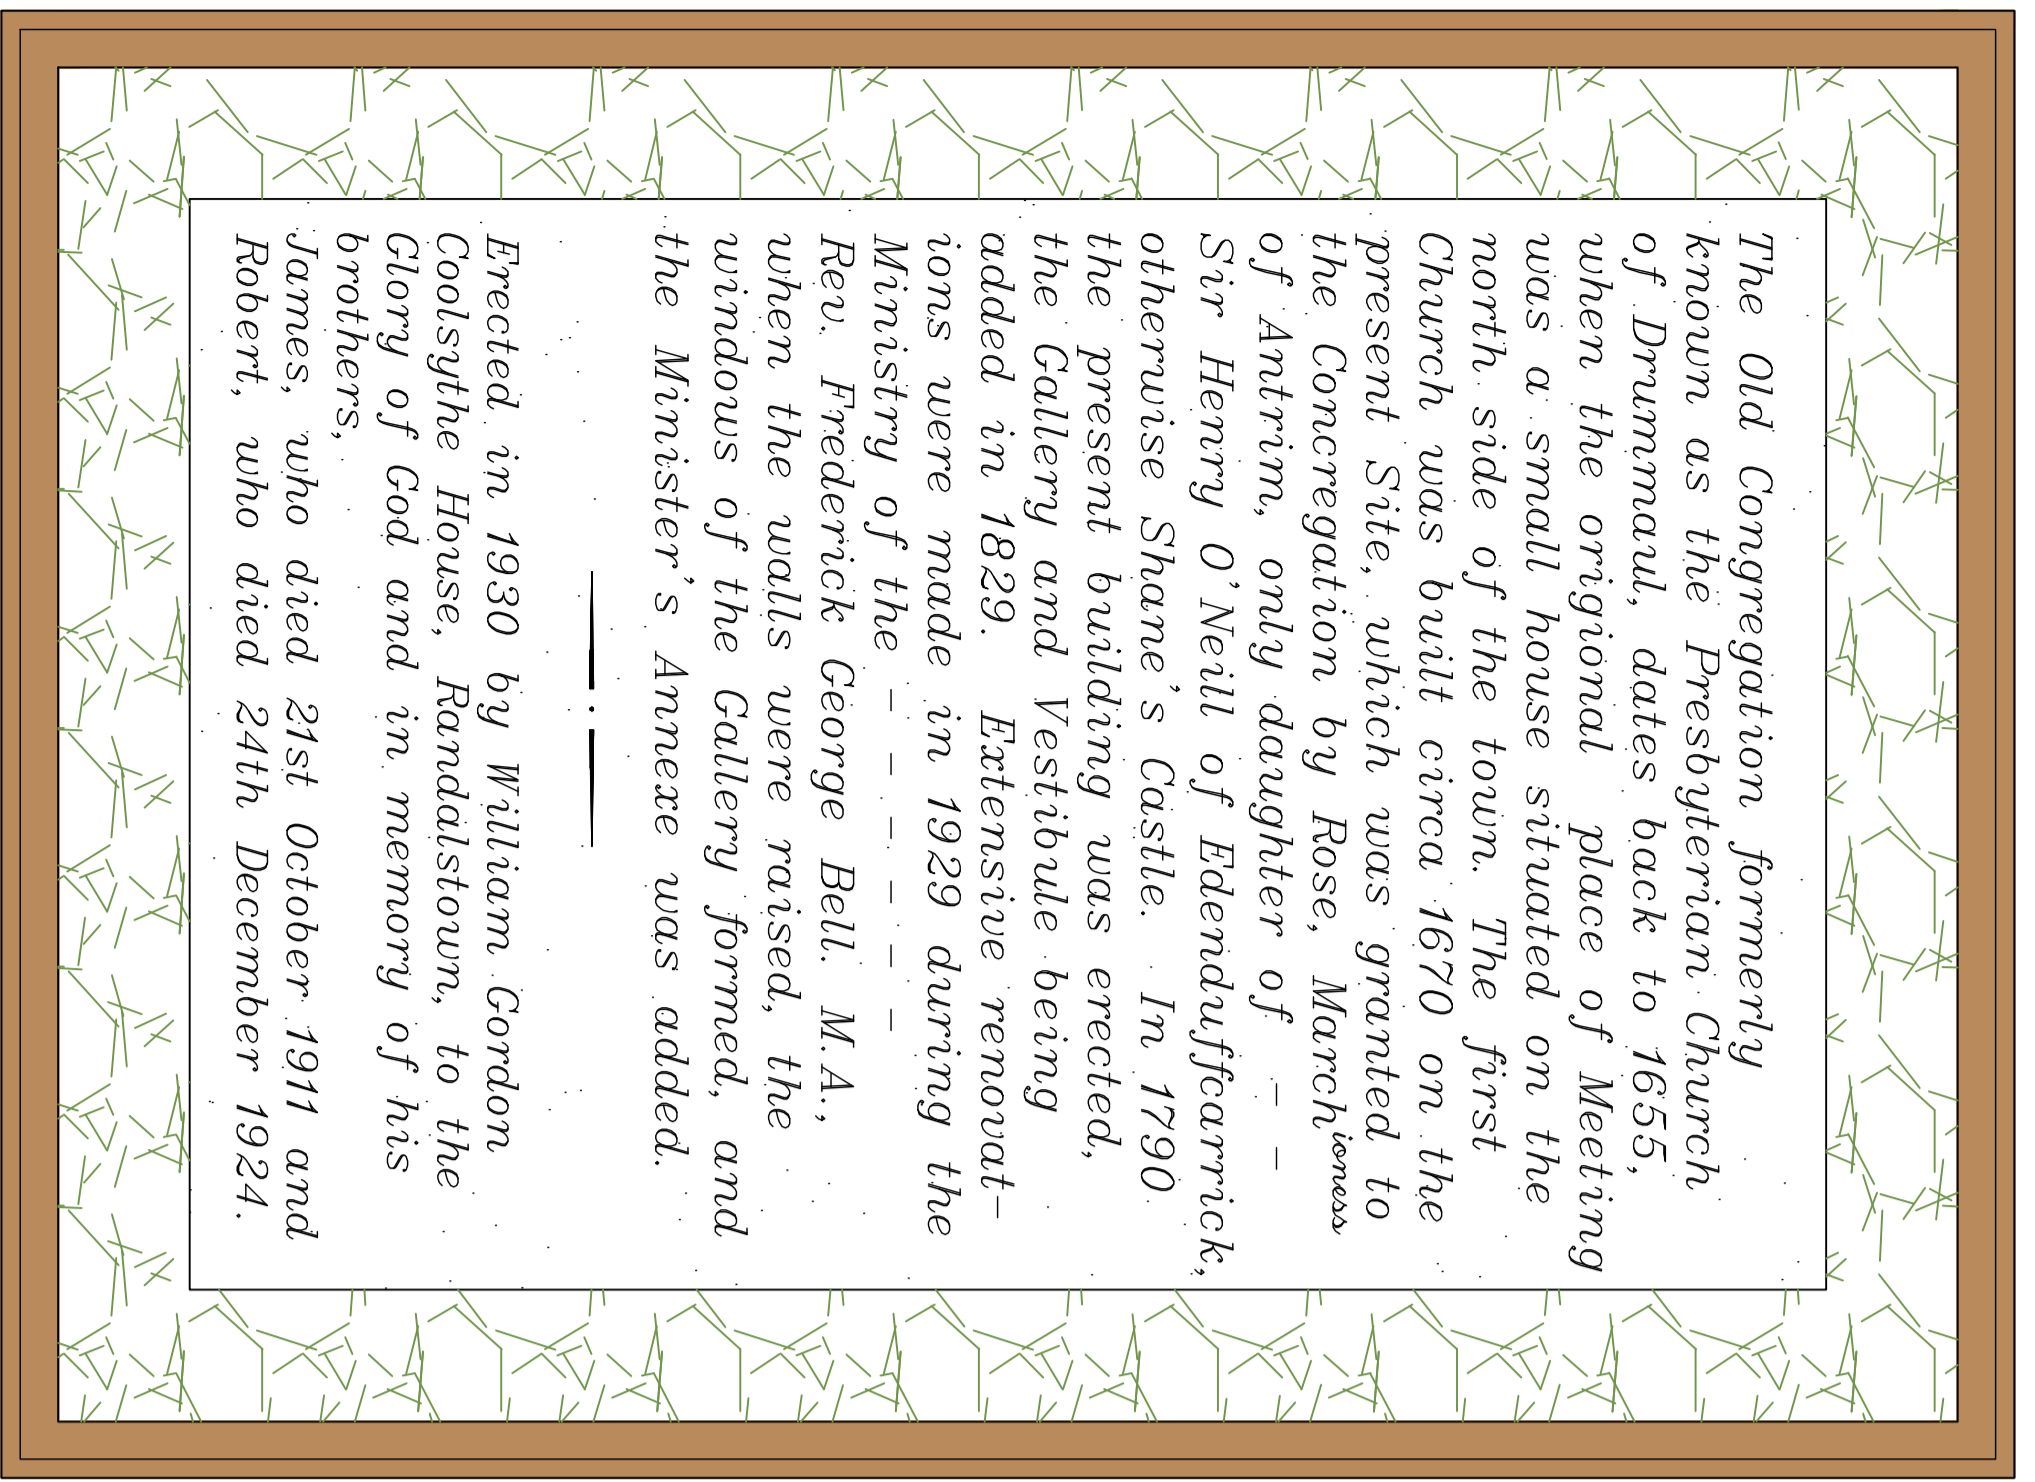 The Old Congregation formerly
known as the Presbyterian Church
of Drummaul, dates back to 1655,
when the origional place of Meeting
was a small house situated on the
north side of the town. The first
Church was built circa 1670 on the
present Site, which was granted to
the Concregation by Rose, Marchioness
of Antrim, only daughter of - -
Sir Henry O'Neill of Edenduffcarrick,
otherwise Shane's Castle. In 1790
the present building was erected,
the Gallery and Vestibule being
added in 1829. Extensive renovat-
ions were made in 1929 during the
Ministry of the - - - - - -
Rev. Frederick George Bell. M.A.,
when the walls were raised, the
windows of the Gallery formed, and
the Minister's Annexe was added.
Erected in 1930 by William Gordon
Coolsythe House, Randalstown, to the
Glory of God and in memory of his
brothers,
James, who died 21st October 1911 and
Robert, who died 24th December 1924.